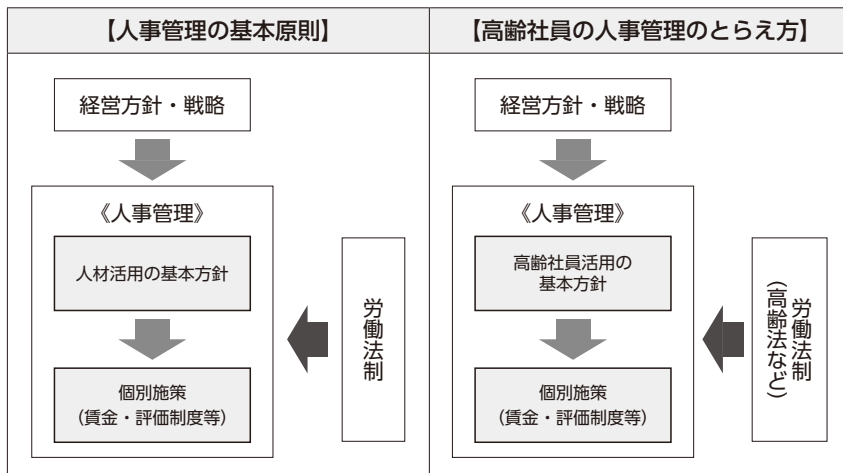 【人事管理の基本原則】
経営方針・戦略
《人事管理》
人材活用の基本方針
個別施策
（賃金・評価制度等）
労働法制
【高齢社員の人事管理のとらえ方】
経営方針・戦略
《人事管理》
高齢社員活用の
基本方針
個別施策
（賃金・評価制度等）
労働法制
（高齢法など）